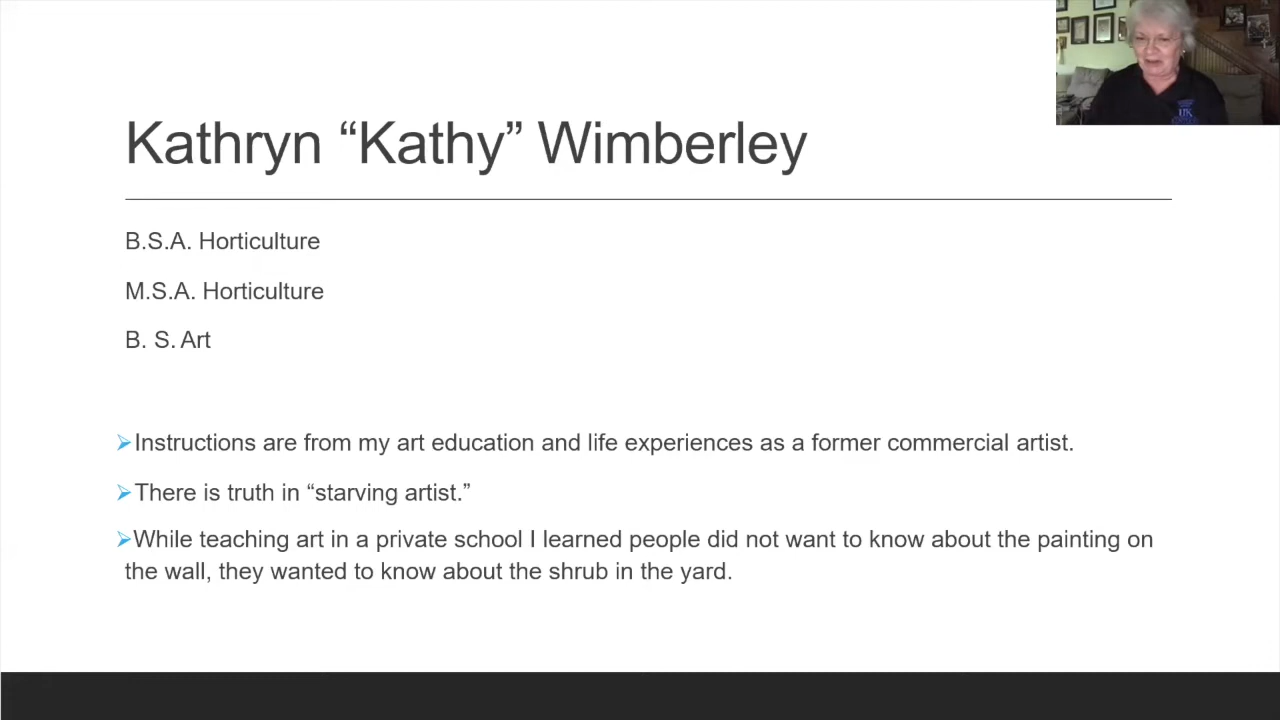 Kathryn “Kathy” Wimberley
B.S.A. Horticulture
M.S.A. Horticulture
B. S. Art
Instructions are from my art education and life experiences as a former commercial artist.
There is truth in “starving artist.”
While teaching art in a private school I learned people did not want to know about the painting on
the wall, they wanted to know about the shrub in the yard.
UK